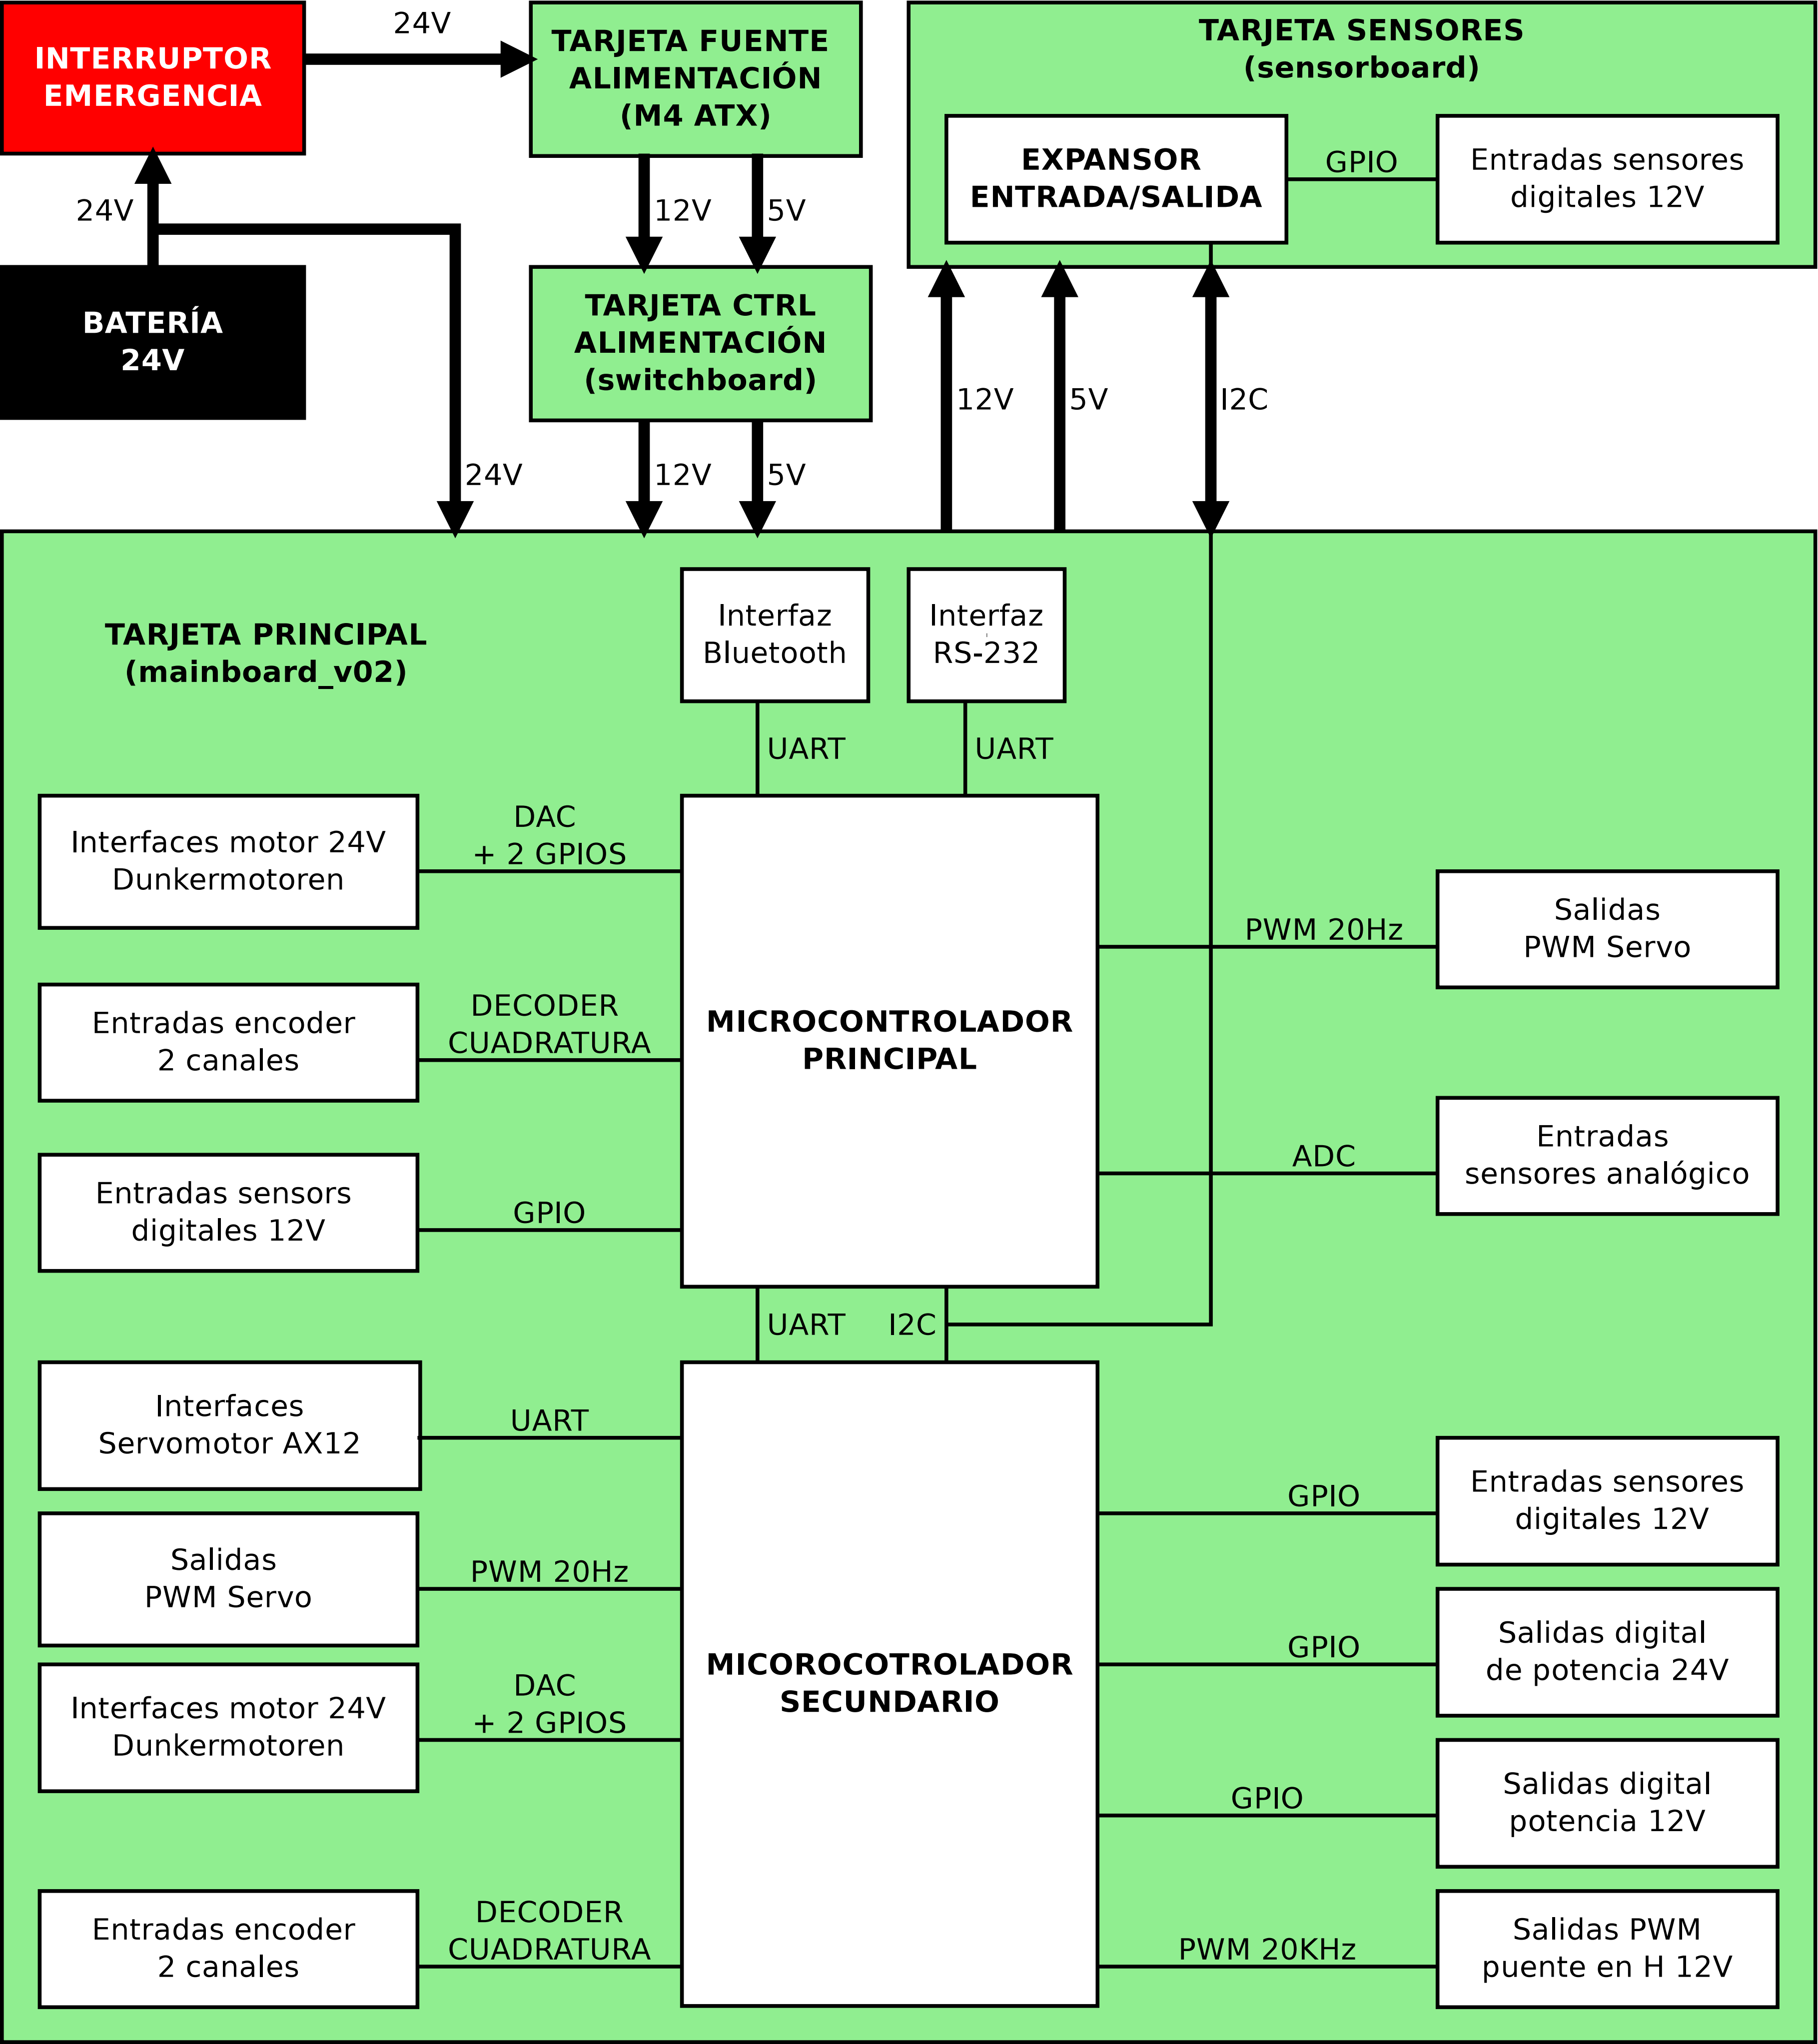 INTERRUPTOR
EMERGENCIA
24V
TARJETA FUENTE
ALIMENTACIÓN
(M4 ATX)
TARJETA SENSORES
(sensorboard)
EXPANSOR
ENTRADA/SALIDA
GPIO
Entradas sensores
digitales 12V
24V
12V
5V
BATERÍA
24V
TARJETA CTRL
ALIMENTACIÓN
(switchboard)
12V
5V
I2C
24V
12V
5V
TARJETA PRINCIPAL
(mainboard_v02)
Interfaz
Bluetooth
Interfaz
RS-232
UART
UART
Interfaces motor 24V
Dunkermotoren
DAC
+ 2 GPIOS
Entradas encoder
2 canales
DECODER
CUADRATURA
Entradas sensors
digitales 12V
GPIO
MICROCONTROLADOR
PRINCIPAL
PWM 20Hz
Salidas
PWM Servo
ADC
Entradas
sensores analógico
UART
I2C
Interfaces
Servomotor AX12
UART
Salidas
PWM Servo
PWM 20Hz
Interfaces motor 24V
Dunkermotoren
DAC
+ 2 GPIOS
Entradas encoder
2 canales
DECODER
CUADRATURA
MICOROCOTROLADOR
SECUNDARIO
GPIO
Entradas sensores
digitales 12V
GPIO
Salidas digital
de potencia 24V
GPIO
Salidas digital
potencia 12V
PWM 20KHz
Salidas PWM
puente en H 12V